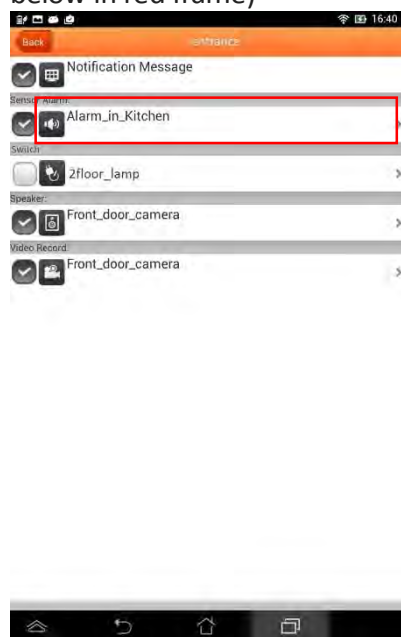 below in red frame)
16:40
Back
entrance
Notification Message
Sensor Alarm:
Alarm_in_Kitchen
Switch:
2floor_lamp
Speaker:
Front_door_camera
Video Record:
Front_door_camera